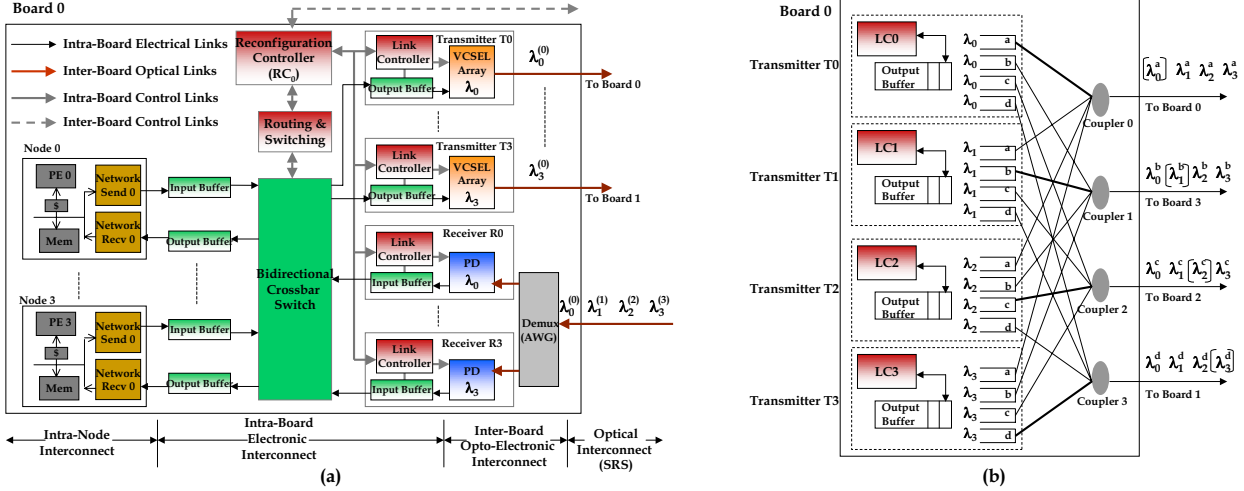 Board 0
Intra-Board Electrical Links
Inter-Board Optical Links
Intra-Board Control Links
Inter-Board Control Links
Reconfiguration
Controller
(RC0)
Routing &
Switching
Node 0
PE 0
$
Mem
Network
Send 0
Network
Recv 0
Input Buffer
Output Buffer
Node 3
PE 3
$
Mem
Network
Send 0
Network
Recv 0
Input Buffer
Output Buffer
Bidirectional
Crossbar
Switch
Transmitter T0
Link
Controller
Output Buffer
VCSEL
Array
λ0
λ0(0)
To Board 0
Transmitter T3
Link
Controller
Output Buffer
VCSEL
Array
λ3
λ3(0)
To Board 1
Receiver R0
Link
Controller
Input Buffer
PD
λ0
Receiver R3
Link
Controller
Input Buffer
PD
λ3
Demux
(AWG)
λ0(0) λ1(1) λ2(2) λ3(3)
Intra-Node
Interconnect
Intra-Board
Electronic
Interconnect
Inter-Board
Opto-Electronic
Interconnect
Optical
Interconnect
(SRS)
(a)
Board 0
Transmitter T0
LC0
Output
Buffer
λ0 a
λ0 b
λ0 c
λ0 d
Transmitter T1
LC1
Output
Buffer
λ1 a
λ1 b
λ1 c
λ1 d
Transmitter T2
LC2
Output
Buffer
λ2 a
λ2 b
λ2 c
λ2 d
Transmitter T3
LC3
Output
Buffer
λ3 a
λ3 b
λ3 c
λ3 d
Coupler 0
Coupler
1
Coupler
2
Coupler 3
[λ0a] λ1a λ2a λ3a
To Board 0
λ0b [λ1b] λ2b λ3b
To Board 3
λ0c λ1c [λ2c] λ3c
To Board 2
λ0d λ1d λ2d [λ3d]
To Board 1
(b)